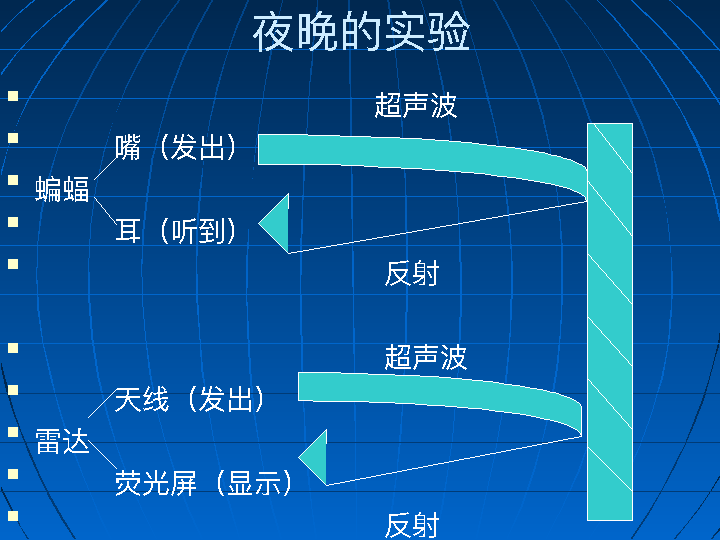 夜晚的实验
超声波
嘴（发出）
蝙蝠
耳（听到）
反射
超声波
天线（发出）
雷达
荧光屏（显示）
反射